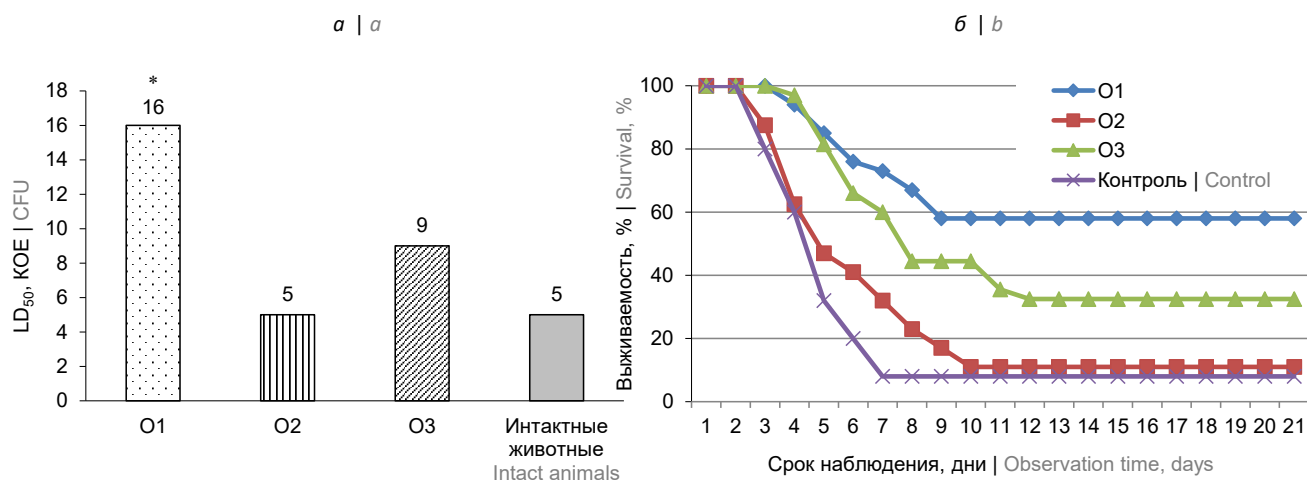 а | a
LD50, КОЕ | CFU
18
16
14
12
10
8
6
4
2
0
*
16
5
9
5
О1
О2
О3
Интактные
животные
Intact animals
б | b
Выживаемость, % | Survival, %
100
80
60
40
20
0
О1
О2
О3
Контроль | Control
1 2 3 4 5 6 7 8 9 10 11 12 13 14 15 16 17 18 19 20 21
Срок наблюдения, дни | Observation time, days